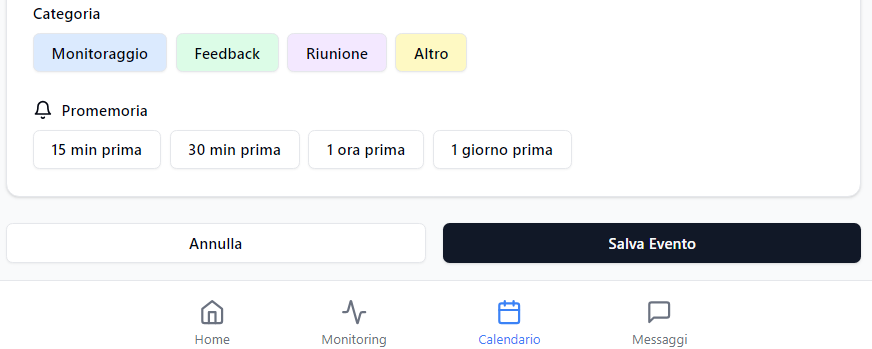 Categoria
Monitoraggio Feedback Riunione Altro
Promemoria
15 min prima 30 min prima 1 ora prima 1 giorno prima
Annulla Salva Evento
Home Monitoring Calendario Messaggi